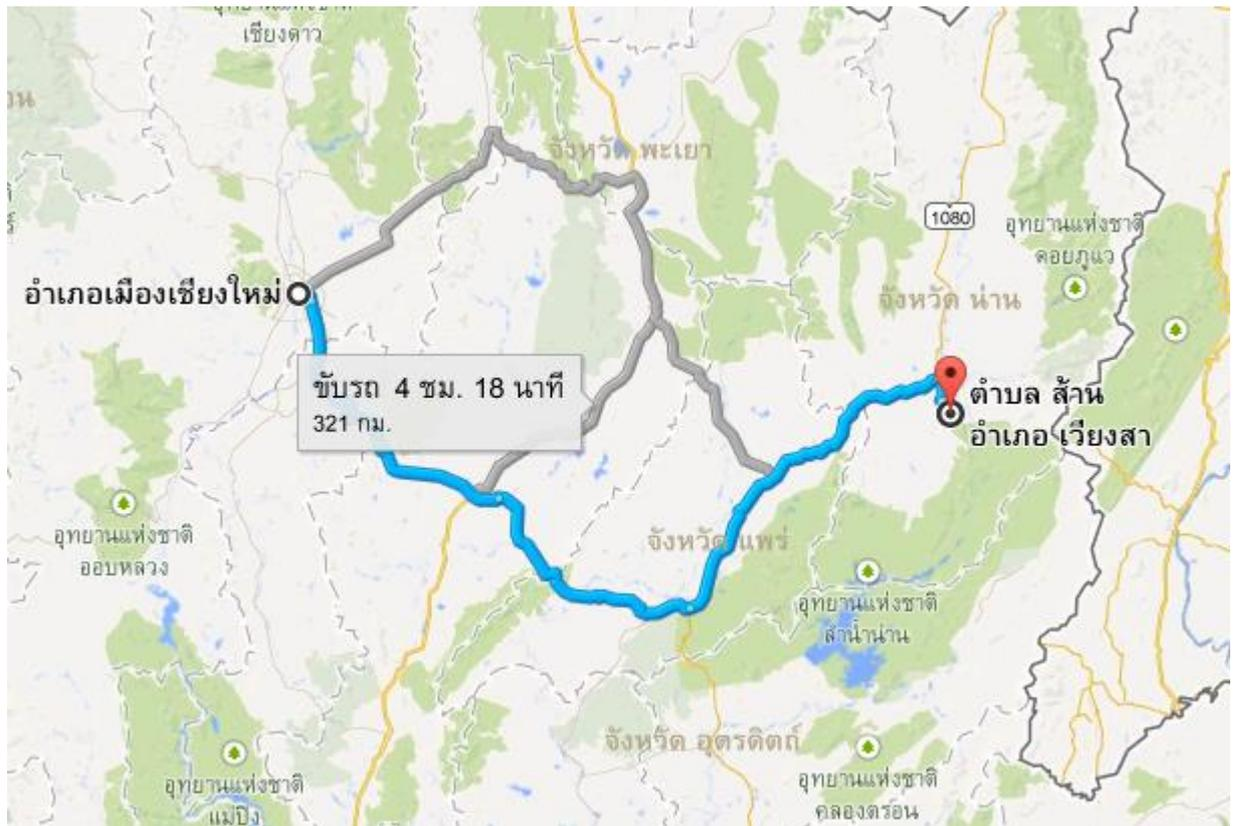 เชียงดาว
จังหวัด พะเยา
1080
อุทยานแห่งชาติ
ดอยภูแว
อำเภอเมืองเชียงใหม่
จังหวัด น่าน
ขับรถ 4 ชม. 18 นาที
321 กม.
ตำบล ส้าน
อำเภอ เวียงสา
อุทยานแห่งชาติ
ออบหลวง
จังหวัด แพร่
อุทยานแห่งชาติ
ลำน้ำน่าน
จังหวัด อุตรดิตถ์
อุทยานแห่งชาติ
แม่ปิง
อุทยานแห่งชาติ
คลองตรอน